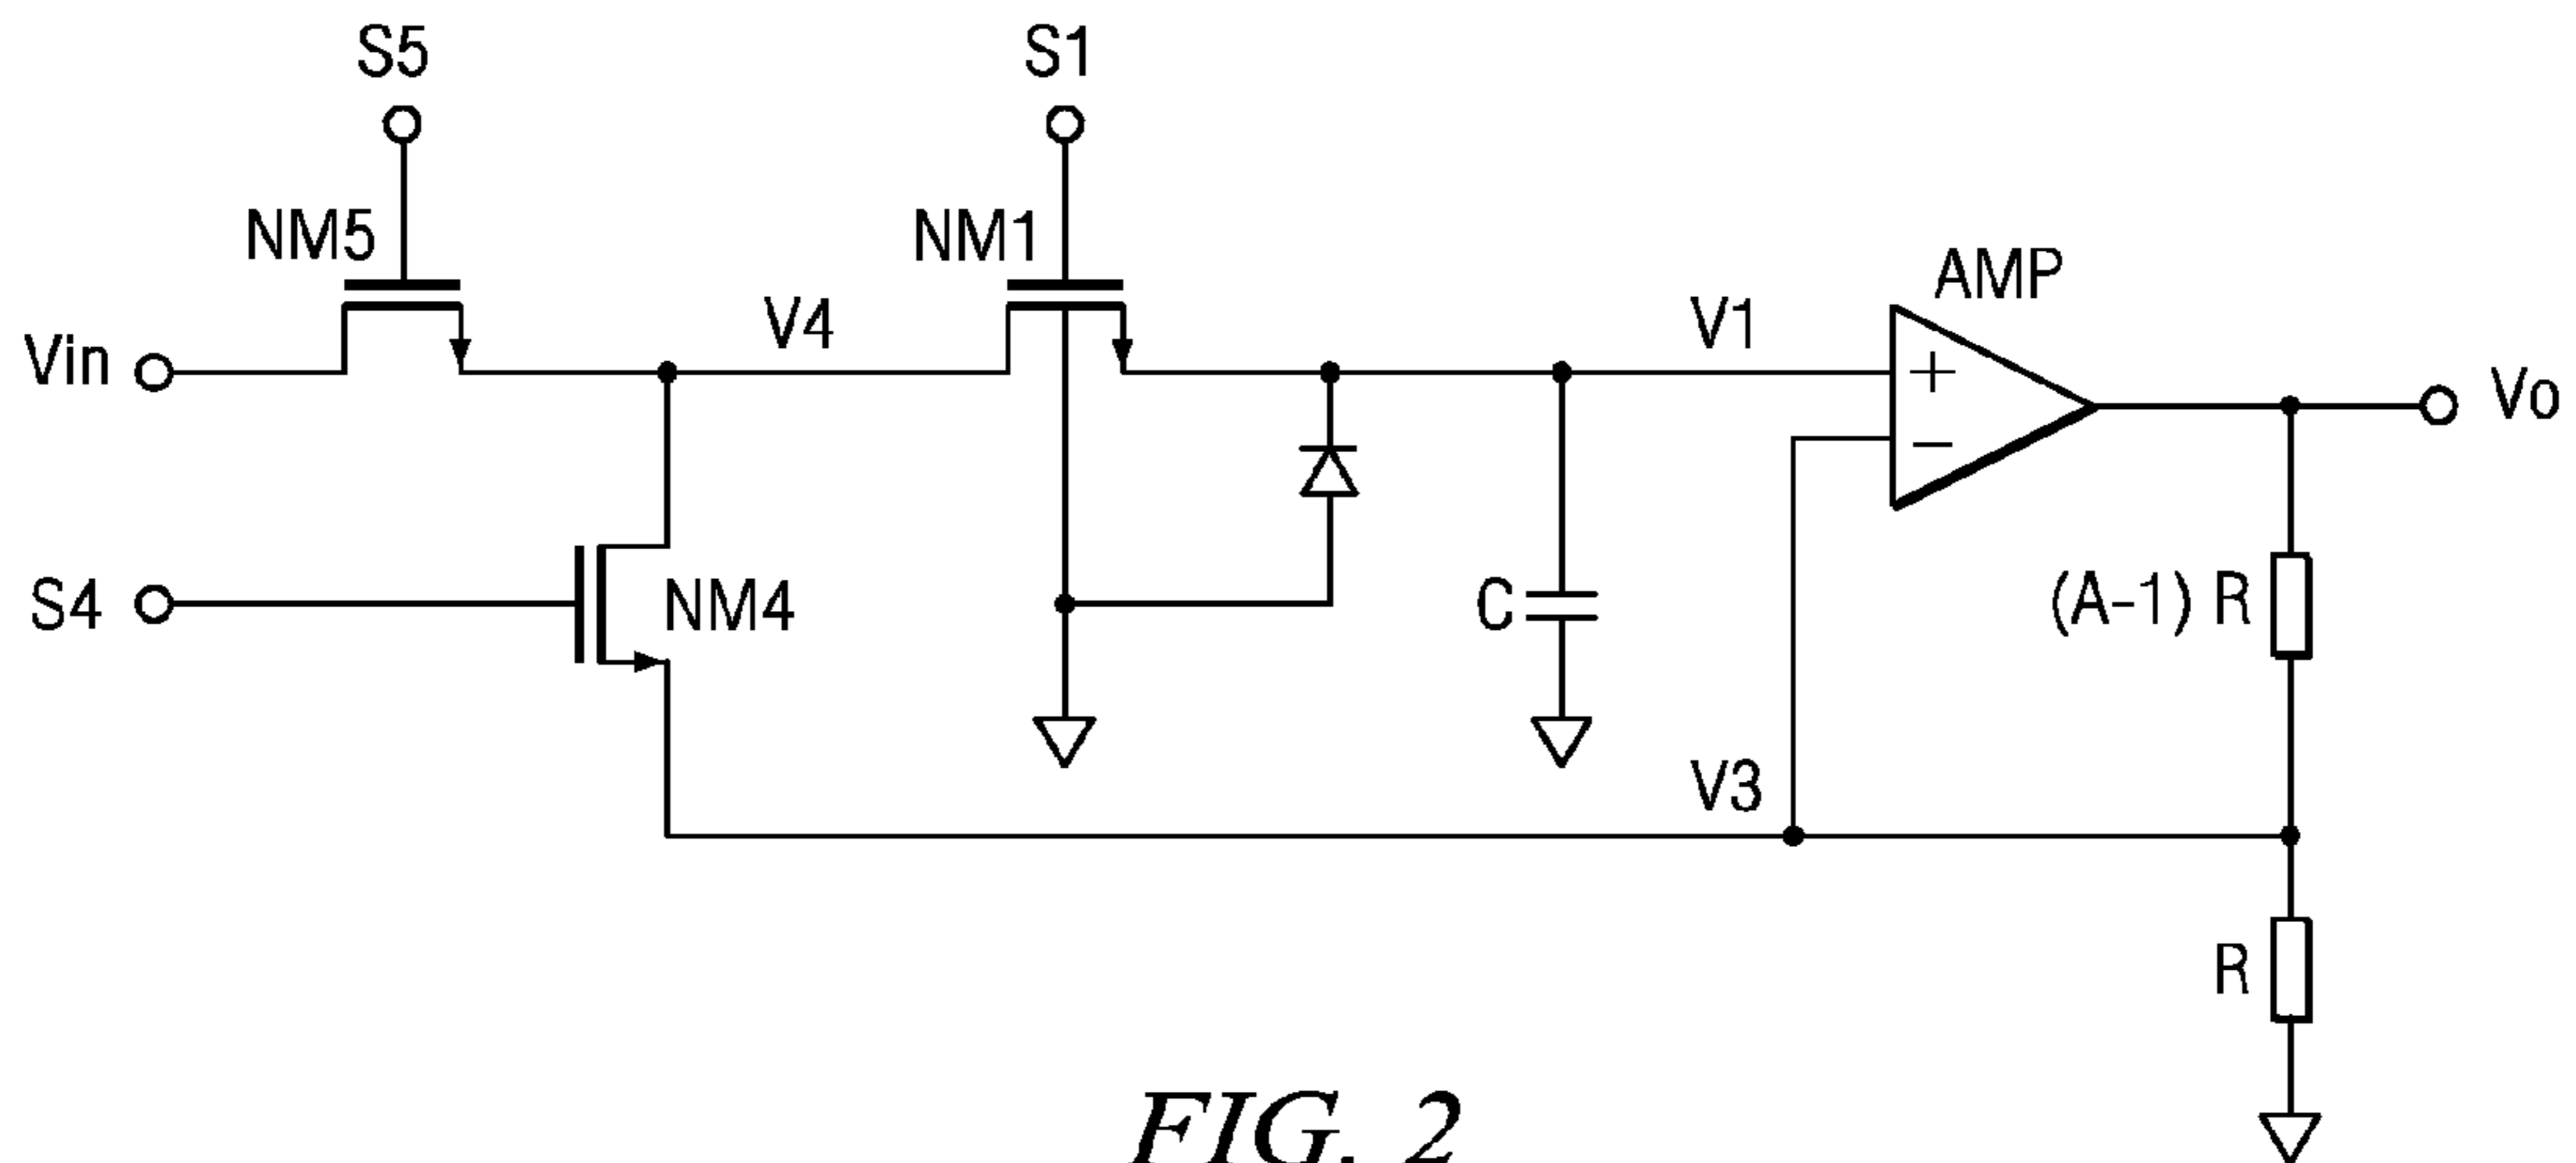 S5
S1
NM5
NM1
AMP
Vin
V4
V1
+
−
Vo
S4
NM4
C
(A-1) R
V3
R
FIG. 2